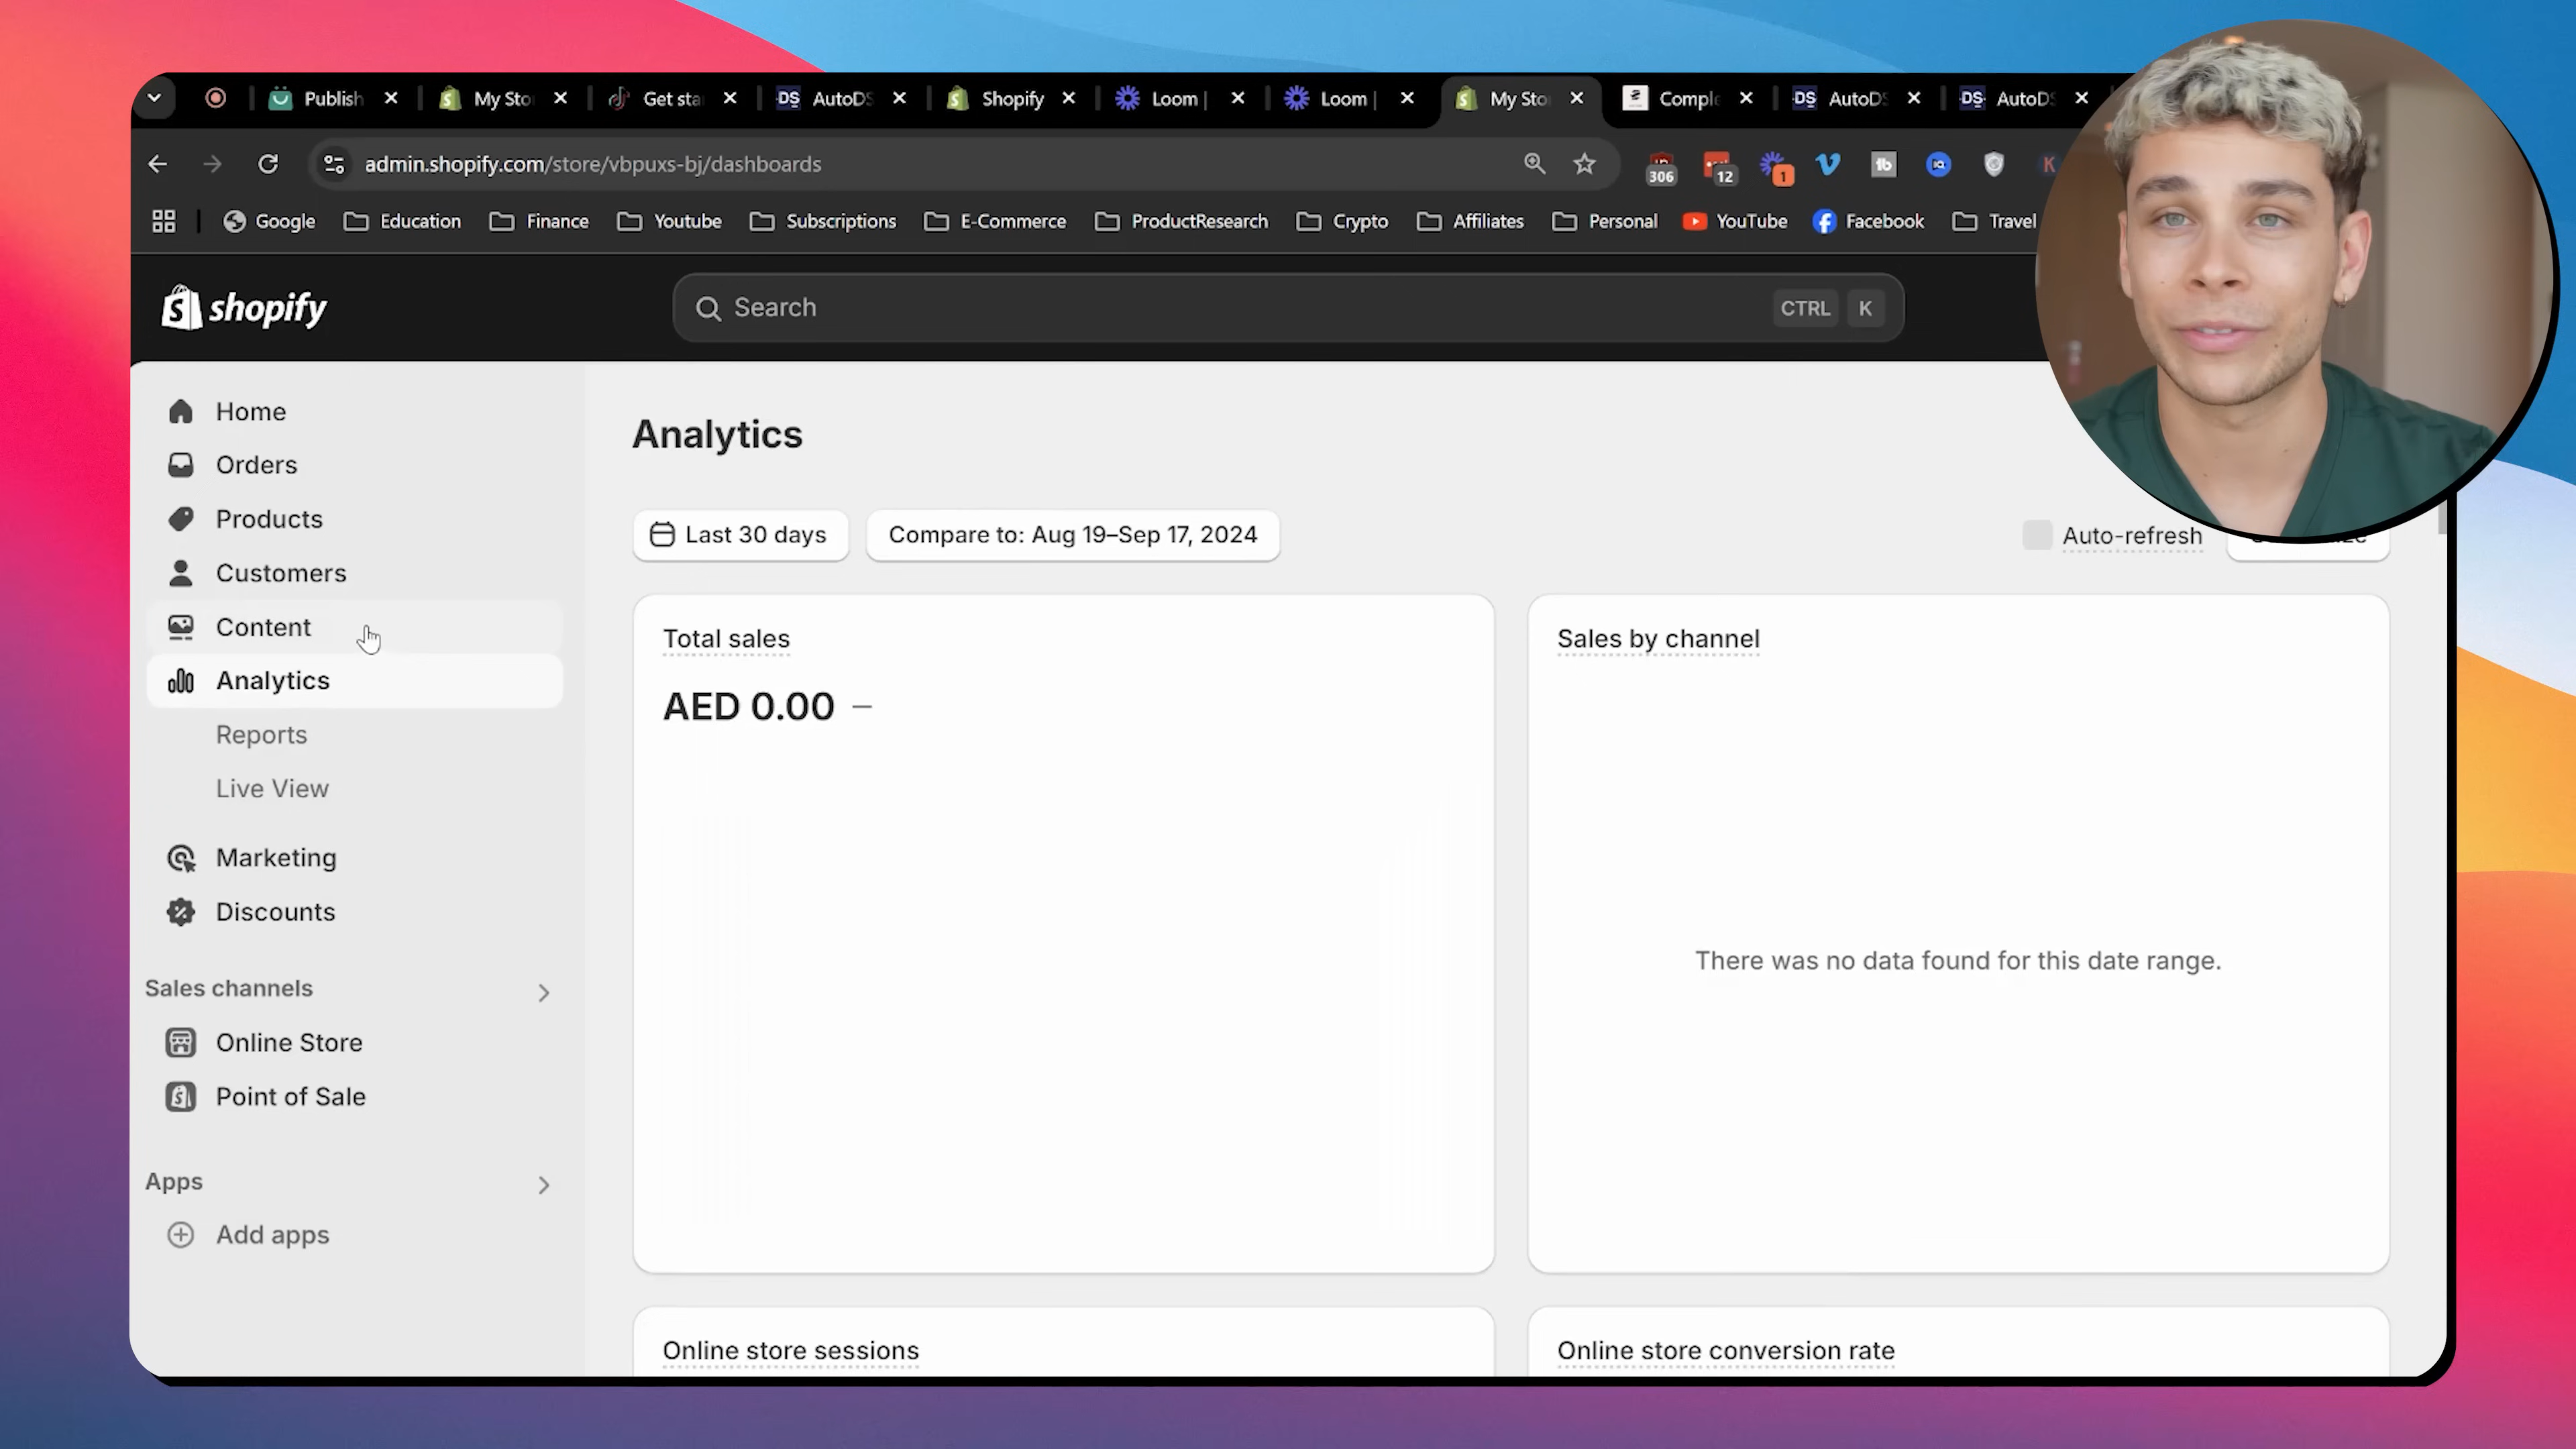 Publish
My Sto
Get sta
AutoDS
Shopify
Loom |
Loom |
My Sto
Comple
AutoDS
AutoDS
admin.shopify.com/store/vbpuxs-bj/dashboards
306
12
1
Google
Education
Finance
Youtube
Subscriptions
E-Commerce
ProductResearch
Crypto
Affiliates
Personal
YouTube
Facebook
Travel
shopify
Search
CTRL K
Home
Orders
Products
Customers
Content
Analytics
Reports
Live View
Marketing
Discounts
Sales channels
Online Store
Point of Sale
Apps
Add apps
Analytics
Last 30 days
Compare to: Aug 19–Sep 17, 2024
Auto-refresh
Total sales
AED 0.00 –
Sales by channel
There was no data found for this date range.
Online store sessions
Online store conversion rate